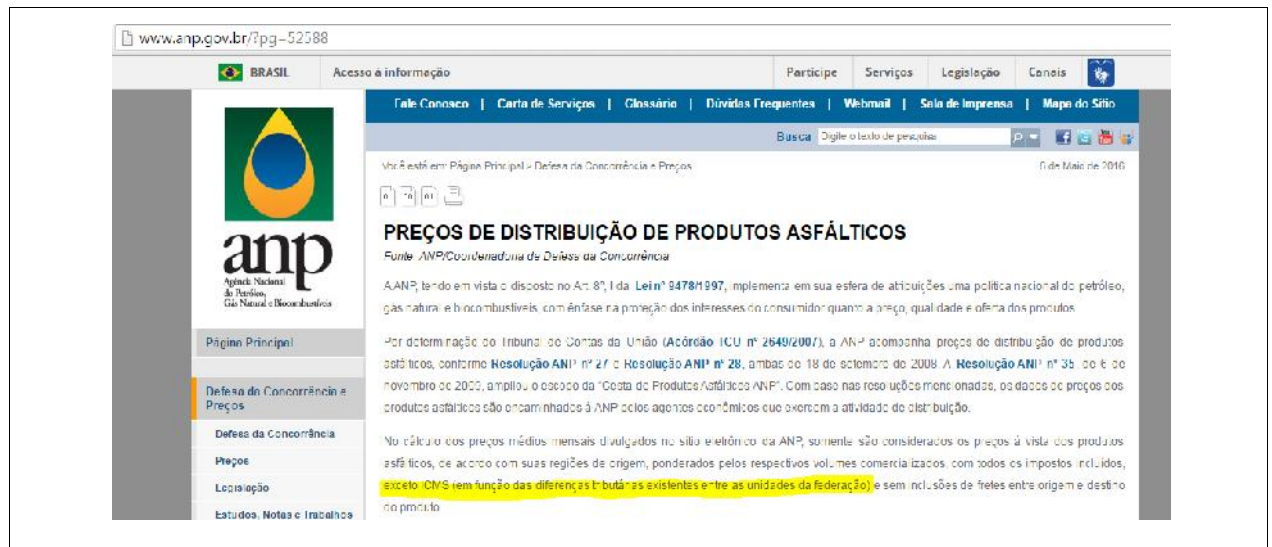 www.anp.gov.br/?pg=52588
BRASIL Acesso à informação Participe Serviços Legislação Canais
Fale Conosco | Carta de Serviços | Glossário | Dúvidas Frequentes | Webmail | Sala de Imprensa | Mapa do Sítio
Busca Digite o texto de pesquisa
Você está em: Página Principal > Defesa da Concorrência e Preços
6 de Maio de 2016
PREÇOS DE DISTRIBUIÇÃO DE PRODUTOS ASFÁLTICOS
Fonte: ANP/Coordenadoria de Defesa da Concorrência
anp
Agência Nacional
do Petróleo,
Gás Natural e Biocombustíveis
A ANP, tendo em vista o disposto no Art. 8º, I da Lei nº 9478/1997, implementa em sua esfera de atribuições uma política nacional do petróleo,
gás natural e biocombustíveis, com ênfase na proteção dos interesses do consumidor quanto a preço, qualidade e oferta dos produtos
Por determinação do Tribunal de Contas da União (Acórdão TCU nº 2649/2007), a ANP acompanha preços de distribuição de produtos
asfálticos, conforme Resolução ANP nº 27 e Resolução ANP nº 28, ambas de 18 de setembro de 2008. A Resolução ANP nº 35, de 6 de
novembro de 2009, ampliou o escopo da "Cesta de Produtos Asfálticos ANP". Com base nas resoluções mencionadas, os dados de preços dos
produtos asfálticos são encaminhados à ANP pelos agentes econômicos que exercem a atividade de distribuição.
No cálculo dos preços médios mensais divulgados no sítio eletrônico da ANP, somente são considerados os preços à vista dos produtos
asfálticos, de acordo com suas regiões de origem, ponderados pelos respectivos volumes comercializados, com todos os impostos incluídos,
exceto ICMS (em função das diferenças tributárias existentes entre as unidades da federação) e sem inclusões de fretes entre origem e destino
do produto
Página Principal
Defesa da Concorrência e
Preços
Defesa da Concorrência
Preços
Legislação
Estudos, Notas e Trabalhos